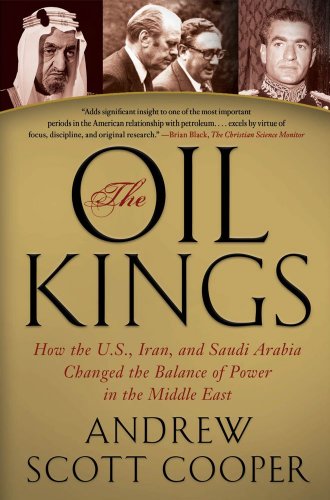 "Adds significant insight to one of the most important
periods in the American relationship with petroleum. . . . excels by virtue
of focus, discipline, and original research." —Brian Black, The Christian Science Monitor
The
OIL
KINGS
How the U.S., Iran, and Saudi Arabia
Changed the Balance of Power
in the Middle East
ANDREW
SCOTT COOPER